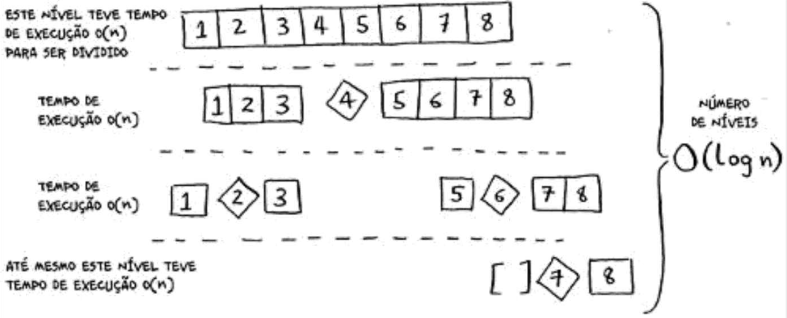 ESTE NÍVEL TEVE TEMPO
DE EXECUÇÃO O(n)
PARA SER DIVIDIDO
1 2 3 4 5 6 7 8
TEMPO DE
EXECUÇÃO O(n)
1 2 3 4 5 6 7 8
NÚMERO
DE NÍVEIS
O(log n)
TEMPO DE
EXECUÇÃO O(n)
1 2 3 5 6 7 8
ATÉ MESMO ESTE NÍVEL TEVE
TEMPO DE EXECUÇÃO O(n)
[ ] 7 8